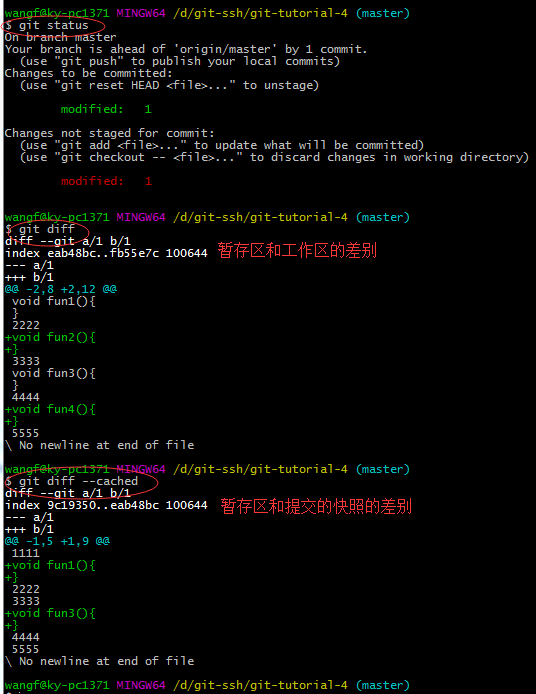 wangf@ky-pc1371 MINGW64 /d/git-ssh/git-tutorial-4 (master)
$ git status
On branch master
Your branch is ahead of 'origin/master' by 1 commit.
  (use "git push" to publish your local commits)
Changes to be committed:
  (use "git reset HEAD <file>..." to unstage)
        modified:   1
Changes not staged for commit:
  (use "git add <file>..." to update what will be committed)
  (use "git checkout -- <file>..." to discard changes in working directory)
        modified:   1
wangf@ky-pc1371 MINGW64 /d/git-ssh/git-tutorial-4 (master)
$ git diff
diff --git a/1 b/1
index eab48bc..fb55e7c 100644 暂存区和工作区的差别
--- a/1
+++ b/1
@@ -2,8 +2,12 @@
 void fun1(){
 }
 2222
+void fun2(){
+}
 3333
 void fun3(){
 }
 4444
+void fun4(){
+}
 5555
\ No newline at end of file
wangf@ky-pc1371 MINGW64 /d/git-ssh/git-tutorial-4 (master)
$ git diff --cached
diff --git a/1 b/1
index 9c19350..eab48bc 100644 暂存区和提交的快照的差别
--- a/1
+++ b/1
@@ -1,5 +1,9 @@
 1111
+void fun1(){
+}
 2222
 3333
+void fun3(){
+}
 4444
 5555
\ No newline at end of file
wangf@ky-pc1371 MINGW64 /d/git-ssh/git-tutorial-4 (master)